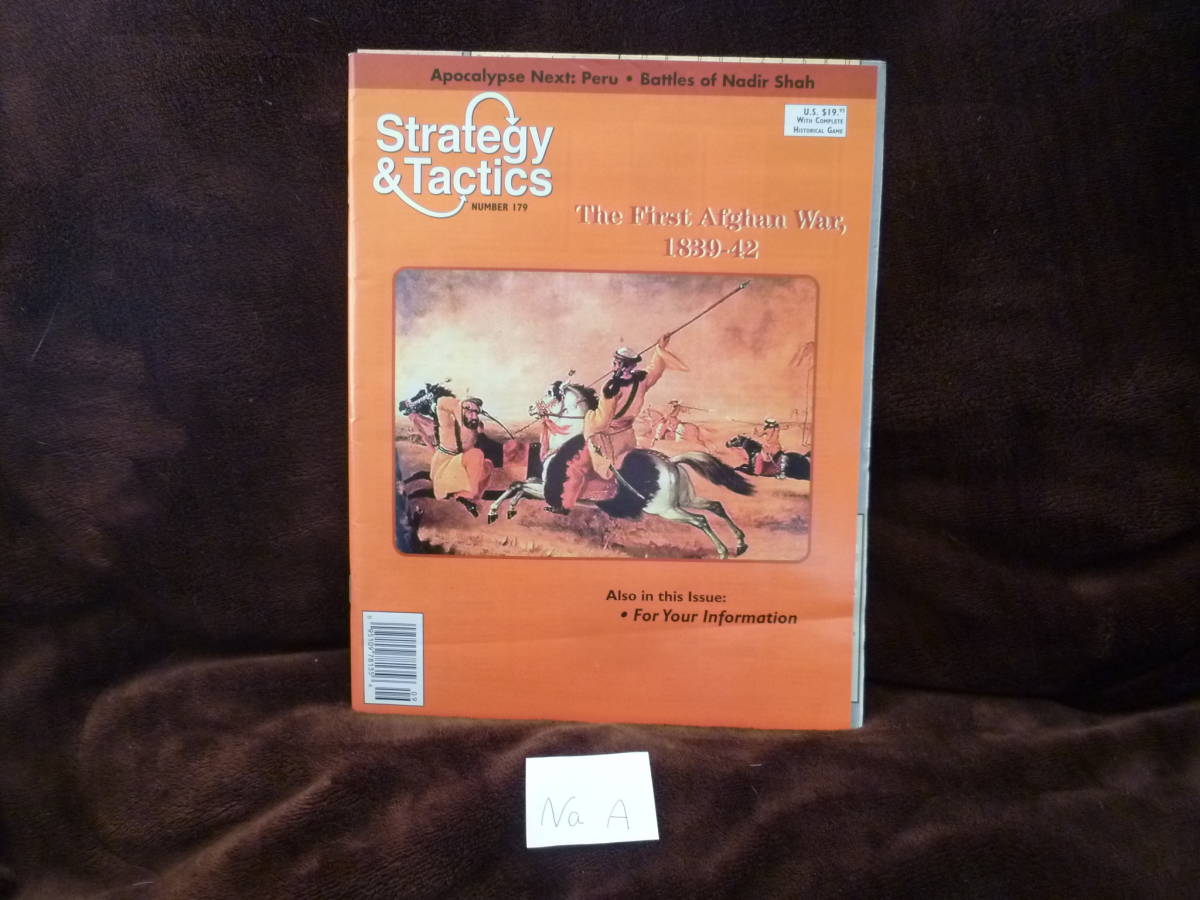 Apocalypse Next: Peru • Battles of Nadir Shah
U.S. $19.95
With Complete
Historical Game
Strategy
& Tactics
NUMBER 179
The First Afghan War,
1839-42
Also in this Issue:
• For Your Information
09
Na A